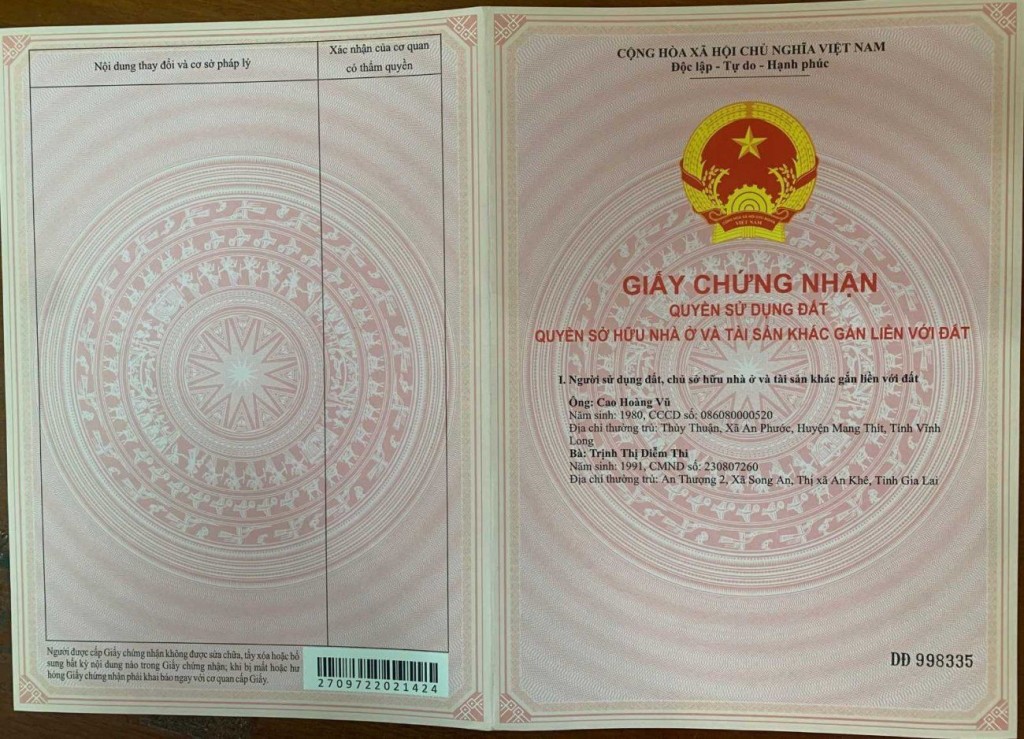 Nội dung thay đổi và cơ sở pháp lý
Xác nhận của cơ quan
có thẩm quyền
Người được cấp Giấy chứng nhận không được sửa chữa, tẩy xóa hoặc bổ
sung bất kỳ nội dung nào trong Giấy chứng nhận; khi bị mất hoặc hư
hỏng Giấy chứng nhận phải khai báo ngay với cơ quan cấp Giấy.
2709722021424
CỘNG HÒA XÃ HỘI CHỦ NGHĨA VIỆT NAM
Độc lập - Tự do - Hạnh phúc
VIỆT NAM
GIẤY CHỨNG NHẬN
QUYỀN SỬ DỤNG ĐẤT
QUYỀN SỞ HỮU NHÀ Ở VÀ TÀI SẢN KHÁC GẮN LIỀN VỚI ĐẤT
I. Người sử dụng đất, chủ sở hữu nhà ở và tài sản khác gắn liền với đất
Ông: Cao Hoàng Vũ
Năm sinh: 1980, CCCD số: 086080000520
Địa chỉ thường trú: Thủy Thuận, Xã An Phước, Huyện Mang Thít, Tỉnh Vĩnh
Long
Bà: Trịnh Thị Diễm Thi
Năm sinh: 1991, CMND số: 230807260
Địa chỉ thường trú: An Thượng 2, Xã Song An, Thị xã An Khê, Tỉnh Gia Lai
DĐ 998335